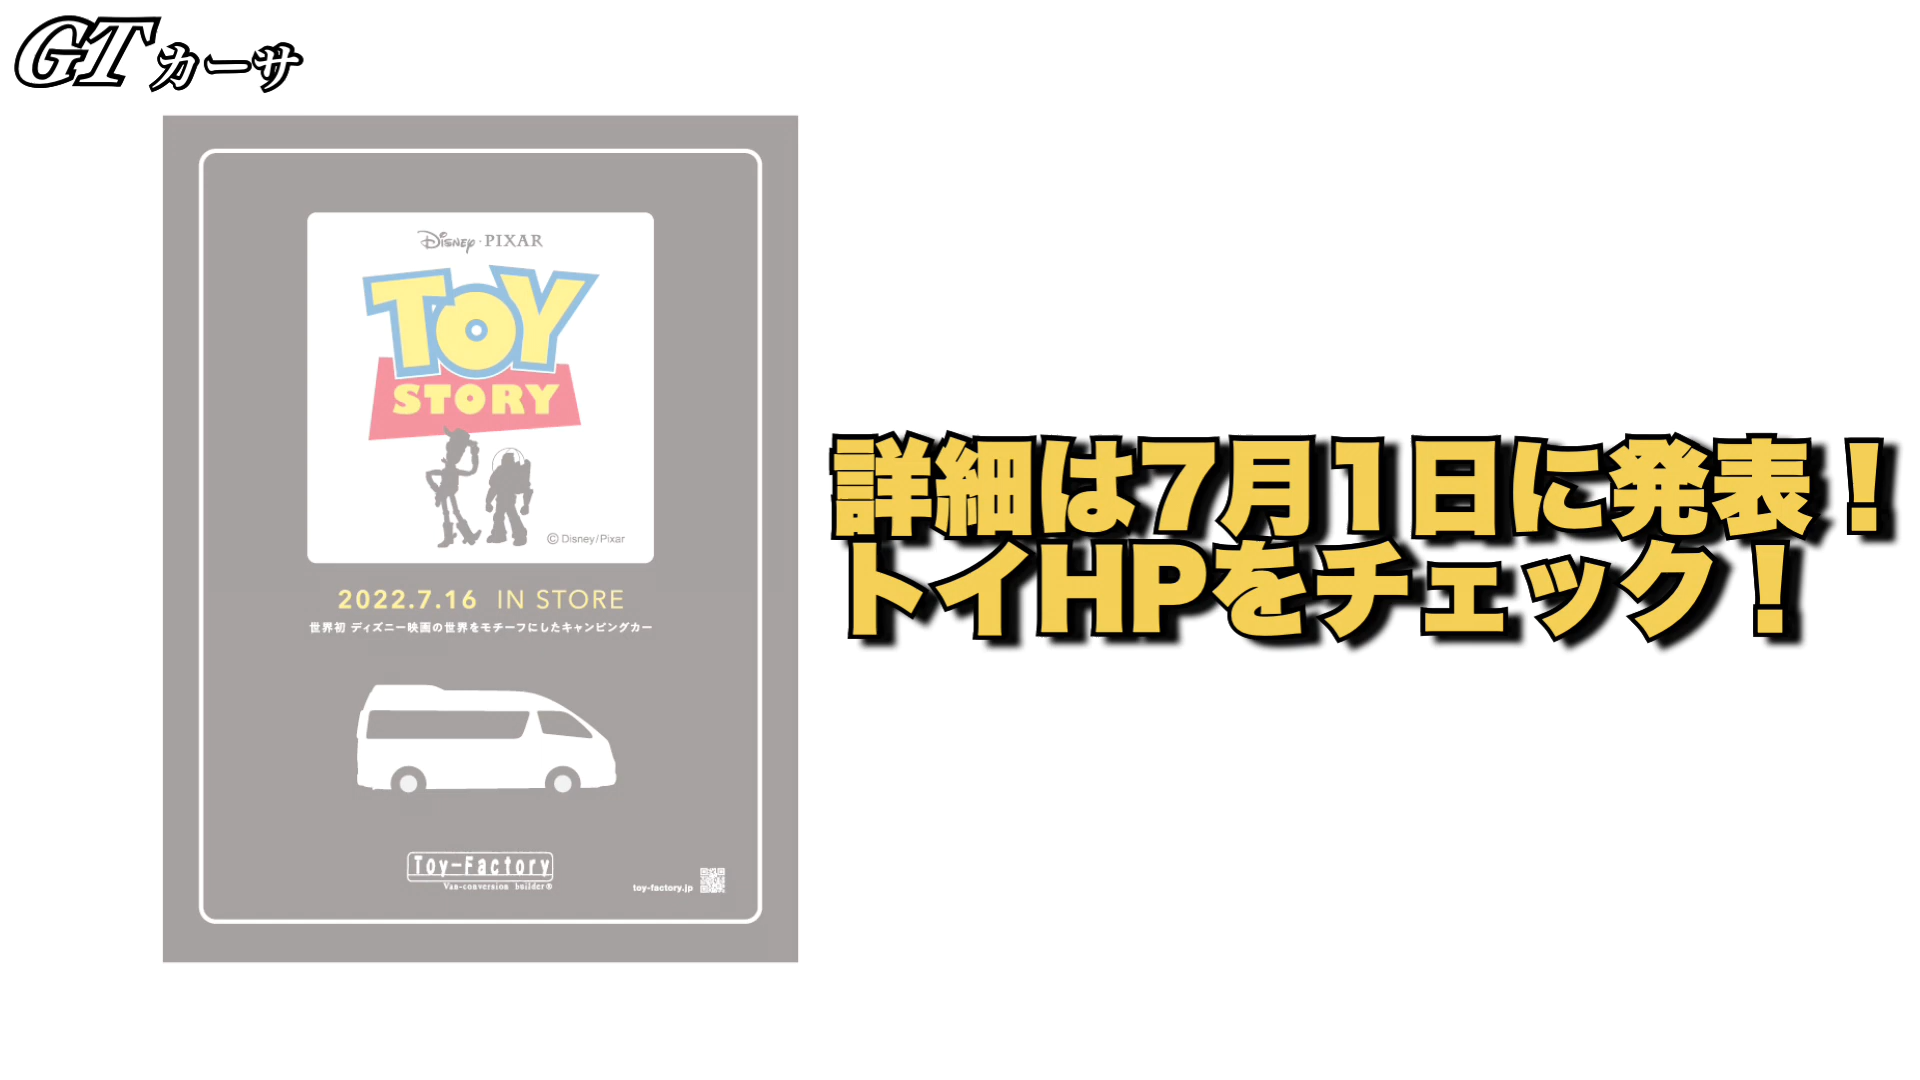 GTカーサ
Disney・PIXAR
TOY
STORY
© Disney/Pixar
2022.7.16 IN STORE
世界初 ディズニー映画の世界をモチーフにしたキャンピングカー
Toy-Factory
Van-conversion builder®
toy-factory.jp
詳細は7月1日に発表！
トイHPをチェック！